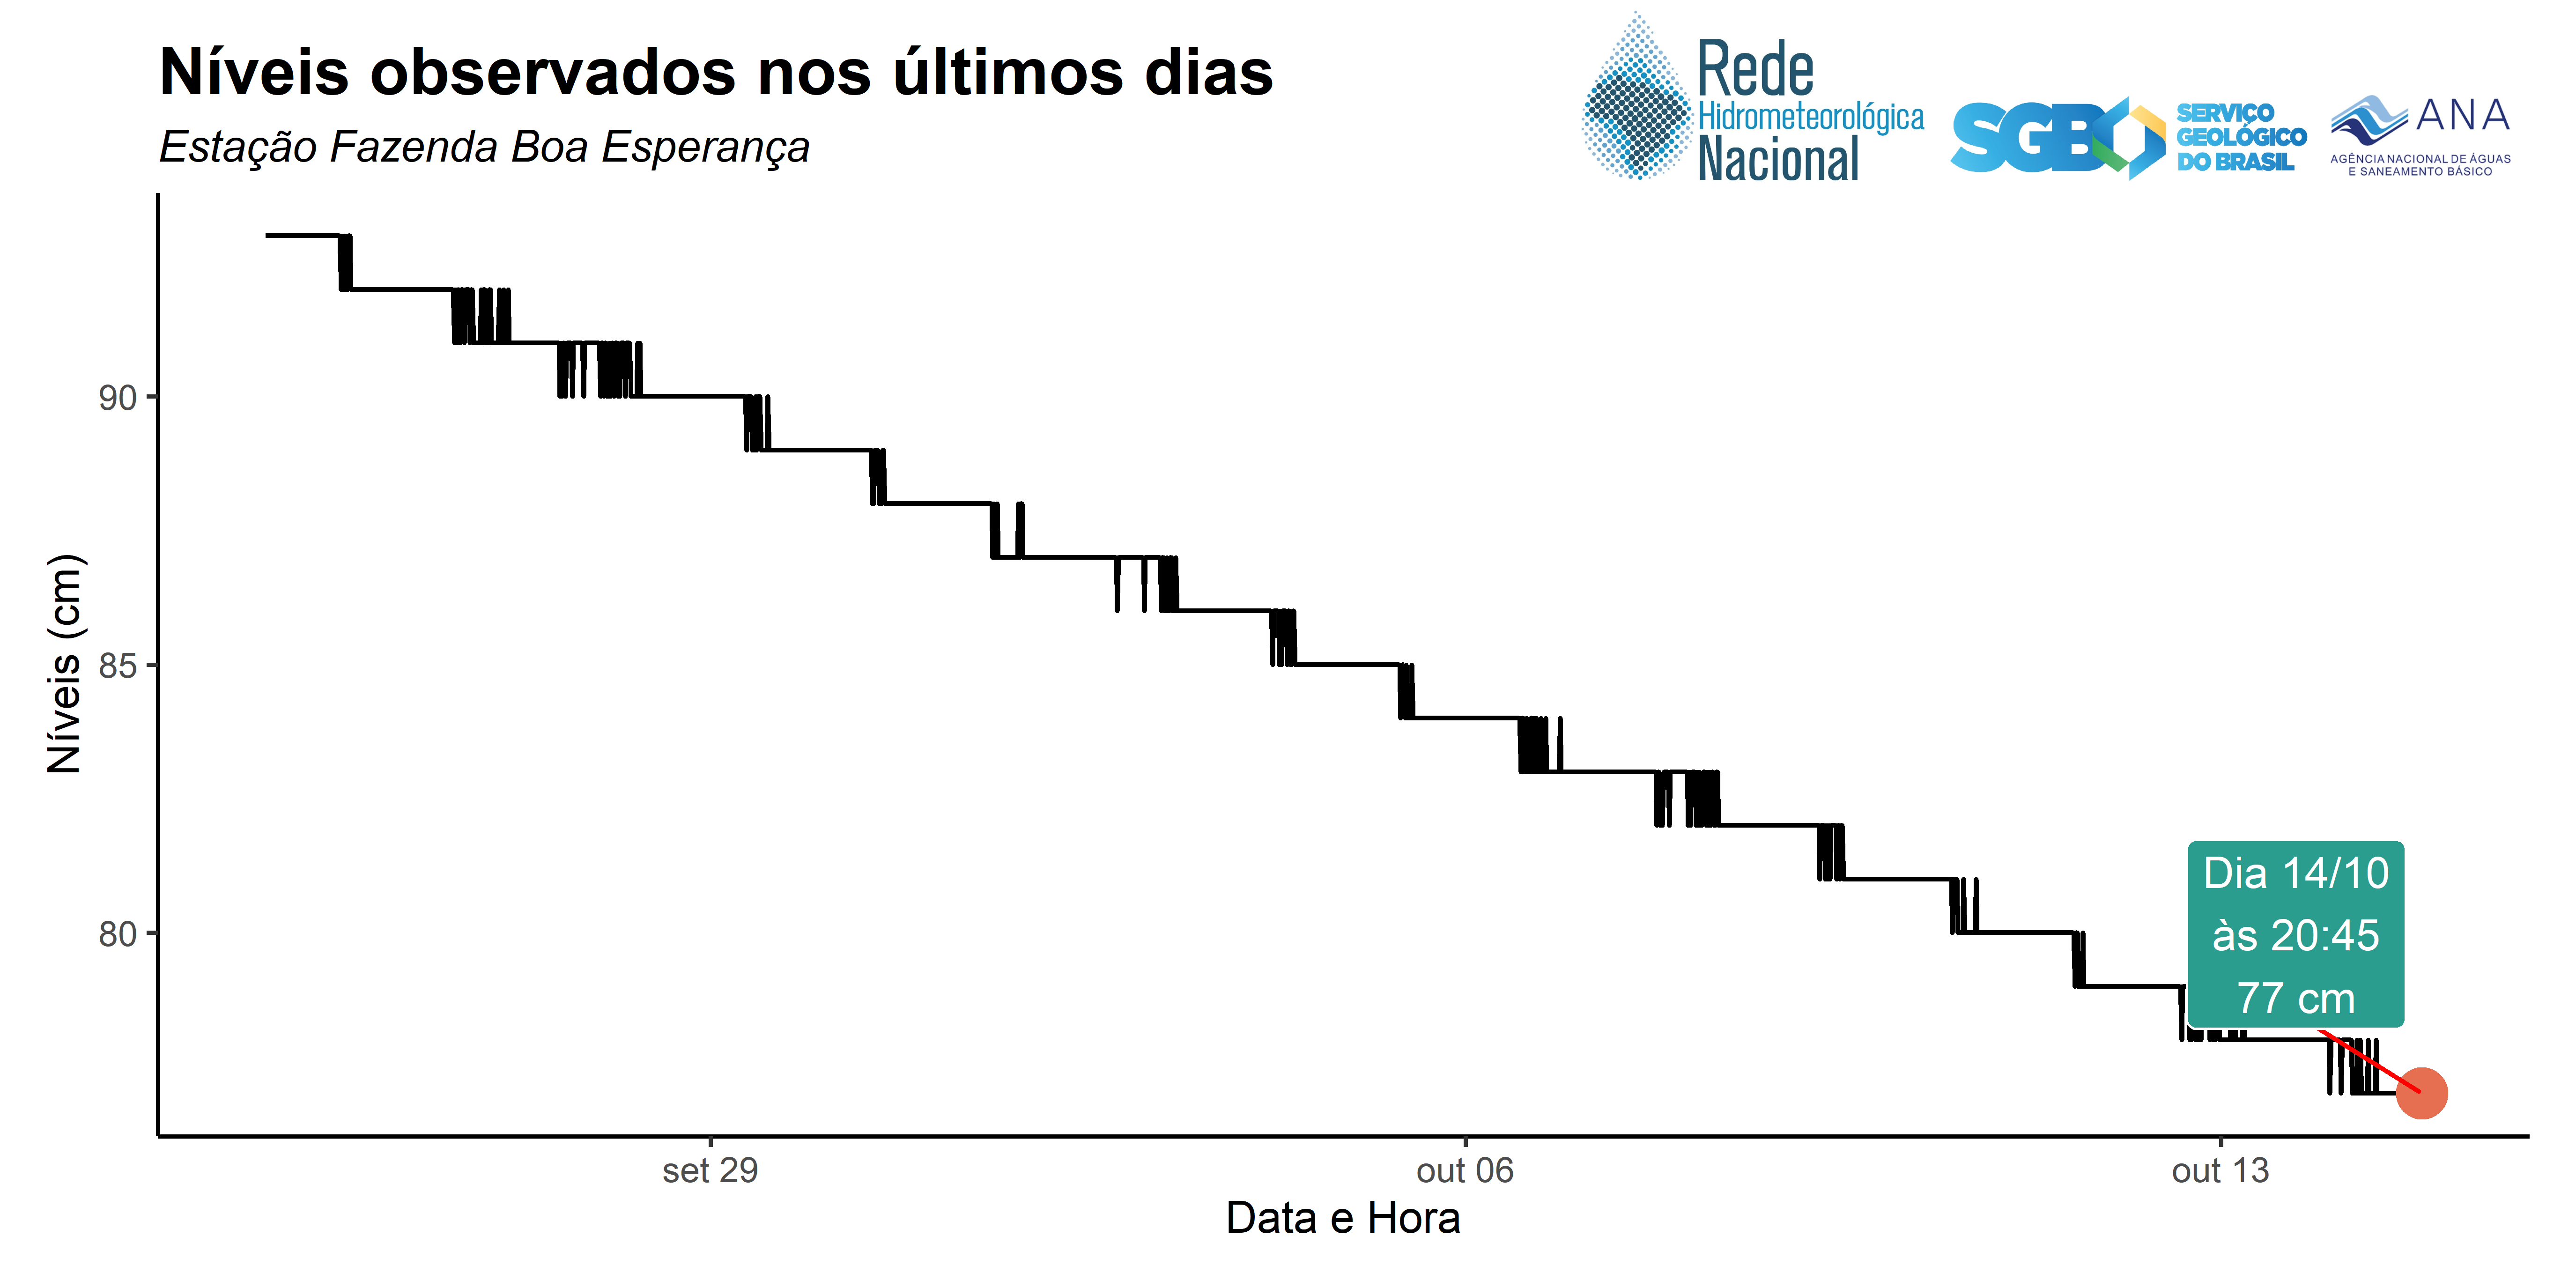 Níveis observados nos últimos dias
Estação Fazenda Boa Esperança
Rede
Hidrometeorológica
Nacional
SGB
SERVIÇO
GEOLÓGICO
DO BRASIL
ANA
AGÊNCIA NACIONAL DE ÁGUAS
E SANEAMENTO BÁSICO
Níveis (cm)
90
85
80
Dia 14/10
às 20:45
77 cm
set 29
out 06
out 13
Data e Hora